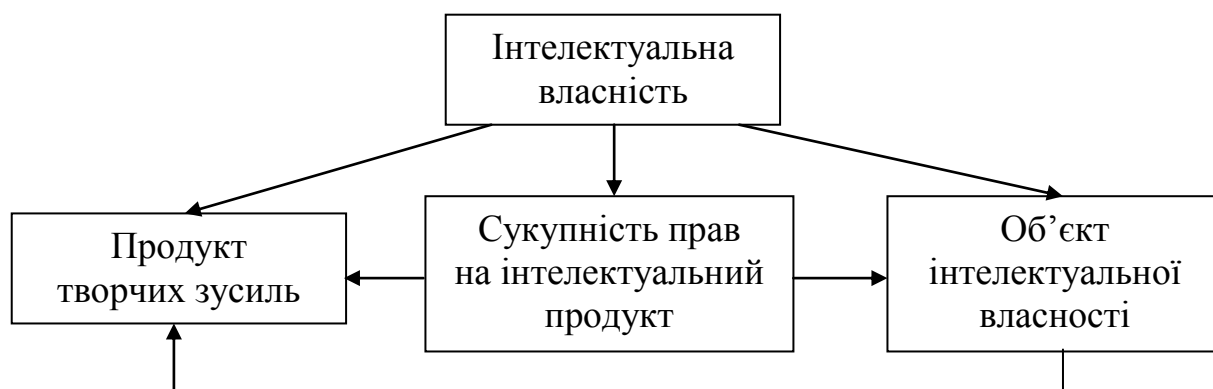 Інтелектуальна
власність
Продукт
творчих зусиль
Сукупність прав
на інтелектуальний
продукт
Об’єкт
інтелектуальної
власності